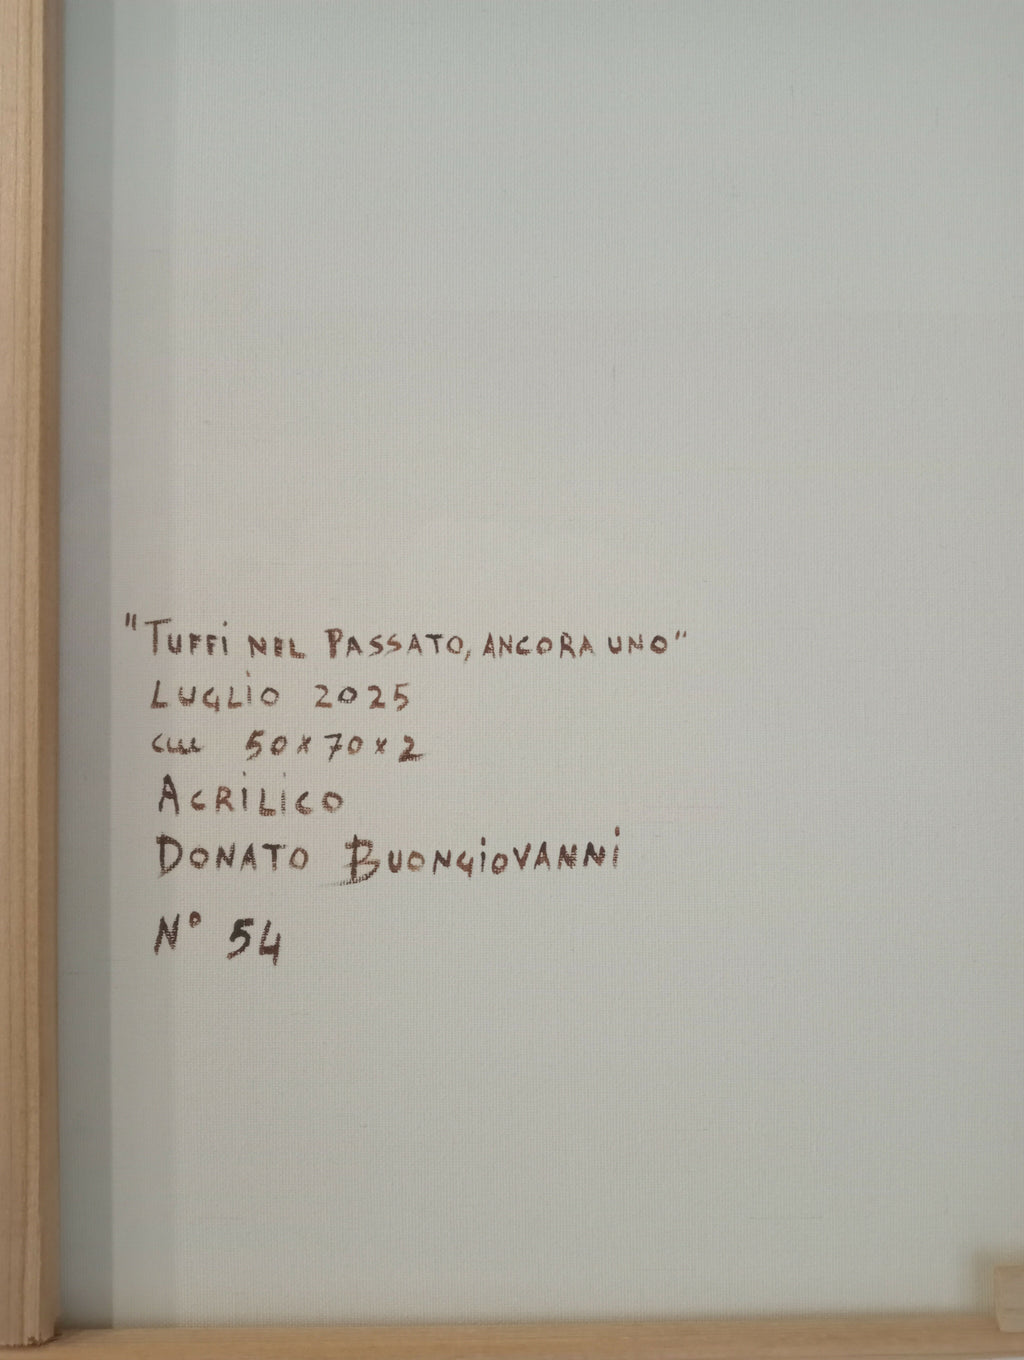 "Tuffi nel Passato, ancora uno"
Luglio 2025
cm 50x70x2
Acrilico
Donato Buongiovanni
N° 54